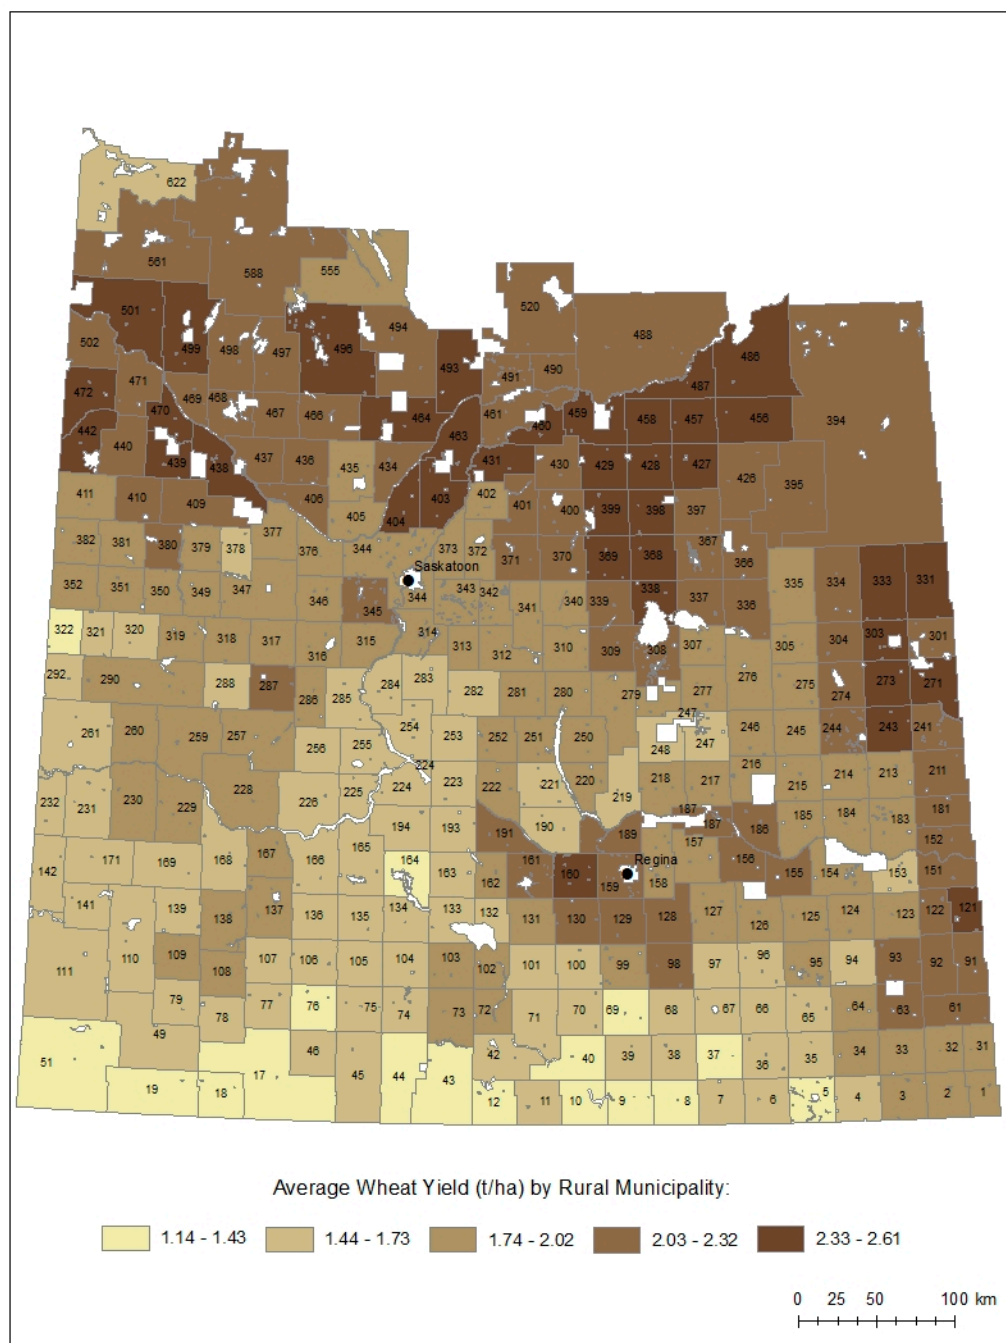 622
561 588 555
501 499 498 497 496 494 520 488 486
502 493 491 490 487
472 471 470 469 468 467 466 464 463 461 460 459 458 457 456 394
442 440 439 438 437 436 435 434 431 430 429 428 427 426 395
411 410 409 406 405 404 403 402 401 400 399 398 397
382 381 380 379 378 377 376 344 373 372 371 370 369 368 367 366
Saskatoon
352 351 350 349 347 346 345 344 343 342 341 340 339 338 337 336 335 334 333 331
322 321 320 319 318 317 316 315 314 313 312 310 309 308 307 305 304 303 301
292 290 288 287 286 285 284 283 282 281 280 279 277 276 275 274 273 271
261 260 259 257 256 255 254 253 252 251 250 248 247 247 246 245 244 243 241
232 231 230 229 228 226 225 224 224 223 222 221 220 219 218 217 216 215 214 213 211
194 193 191 190 189 187 187 186 185 184 183 181
142 171 169 168 167 166 165 164 163 162 161 160 159 158 157 156 155 154 153 152 151
Regina
141 139 138 137 136 135 134 133 132 131 130 129 128 127 126 125 124 123 122 121
111 110 109 108 107 106 105 104 103 102 101 100 99 98 97 96 95 94 93 92 91
79 78 77 76 75 74 73 72 71 70 69 68 67 66 65 64 63 61
51 49 46 45 44 43 42 40 39 38 37 36 35 34 33 32 31
19 18 17 12 11 10 9 8 7 6 5 4 3 2 1
Average Wheat Yield (t/ha) by Rural Municipality:
1.14 - 1.43 1.44 - 1.73 1.74 - 2.02 2.03 - 2.32 2.33 - 2.61
0 25 50 100 km